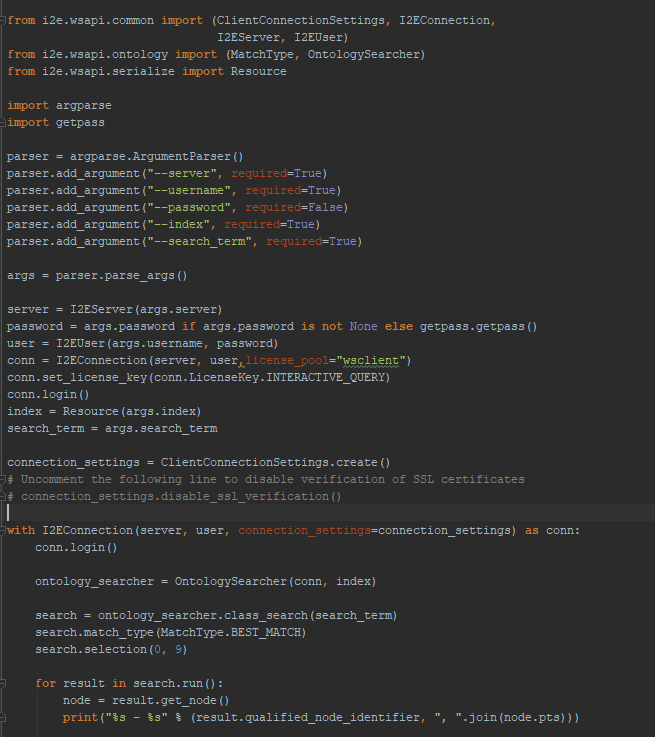 from i2e.wsapi.common import (ClientConnectionSettings, I2EConnection,
                              I2EServer, I2EUser)
from i2e.wsapi.ontology import (MatchType, OntologySearcher)
from i2e.wsapi.serialize import Resource

import argparse
import getpass

parser = argparse.ArgumentParser()
parser.add_argument("--server", required=True)
parser.add_argument("--username", required=True)
parser.add_argument("--password", required=False)
parser.add_argument("--index", required=True)
parser.add_argument("--search_term", required=True)

args = parser.parse_args()

server = I2EServer(args.server)
password = args.password if args.password is not None else getpass.getpass()
user = I2EUser(args.username, password)
conn = I2EConnection(server, user,license_pool="wsclient")
conn.set_license_key(conn.LicenseKey.INTERACTIVE_QUERY)
conn.login()
index = Resource(args.index)
search_term = args.search_term

connection_settings = ClientConnectionSettings.create()
# Uncomment the following line to disable verification of SSL certificates
# connection_settings.disable_ssl_verification()

with I2EConnection(server, user, connection_settings=connection_settings) as conn:
    conn.login()

    ontology_searcher = OntologySearcher(conn, index)

    search = ontology_searcher.class_search(search_term)
    search.match_type(MatchType.BEST_MATCH)
    search.selection(0, 9)

    for result in search.run():
        node = result.get_node()
        print("%s - %s" % (result.qualified_node_identifier, ", ".join(node.pts)))